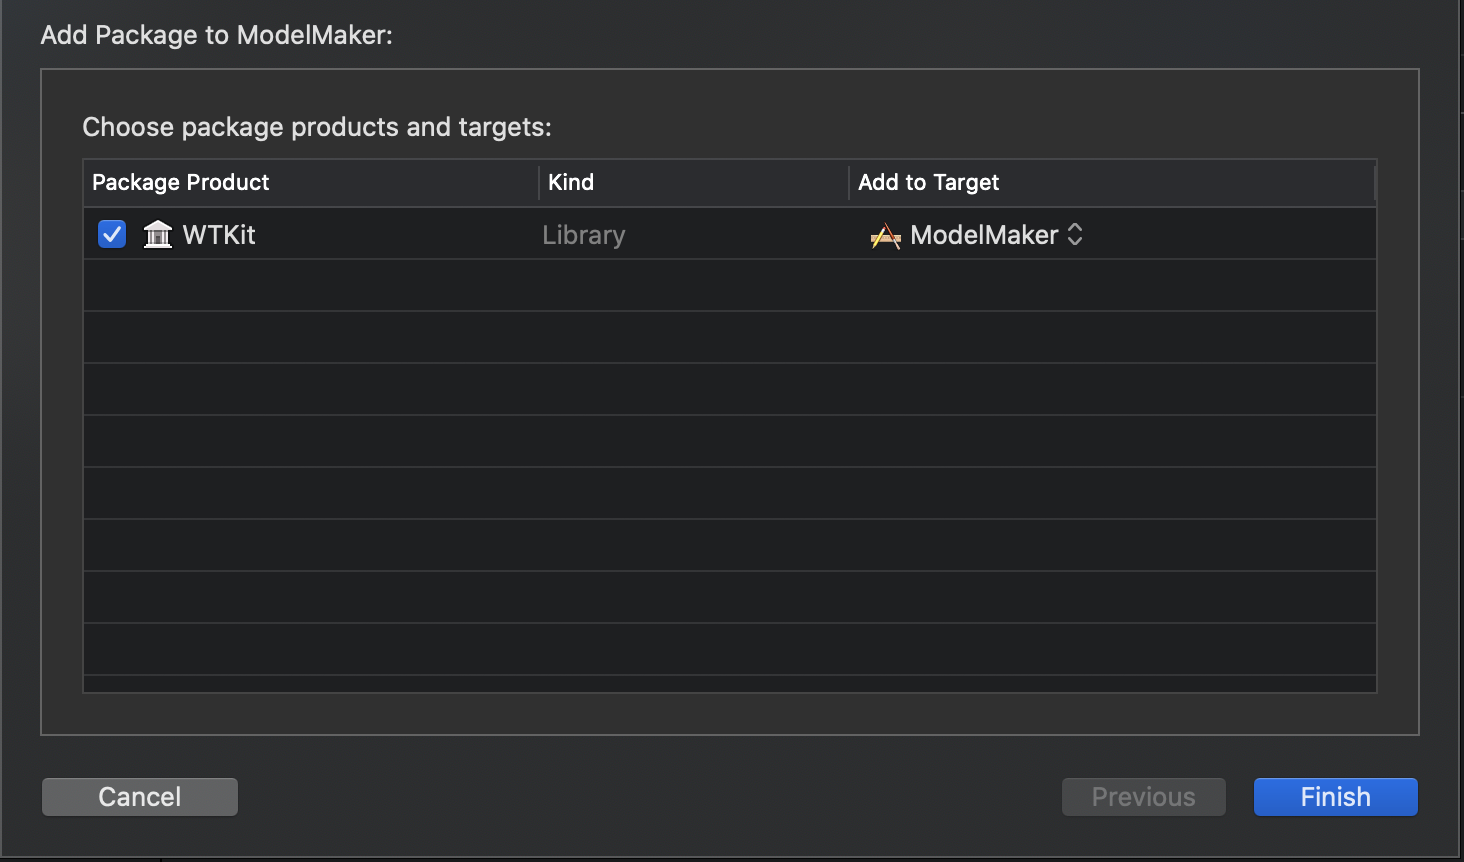 Add Package to ModelMaker:
Choose package products and targets:
Package Product Kind Add to Target
WTKit Library ModelMaker
Cancel Previous Finish